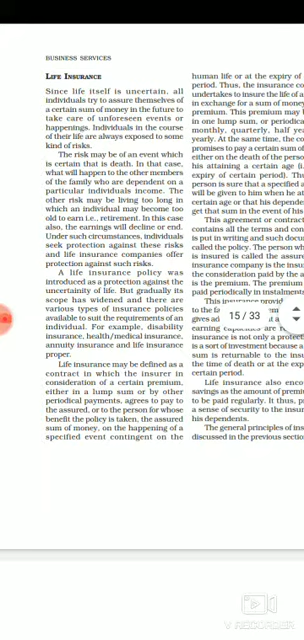 BUSINESS SERVICES
LIFE INSURANCE
Since life itself is uncertain, all
individuals try to assure themselves of
a certain sum of money in the future to
take care of unforeseen events or
happenings. Individuals in the course
of their life are always exposed to some
kind of risks.
The risk may be of an event which
is certain that is death. In that case,
what will happen to the other members
of the family who are dependent on a
particular individuals income. The
other risk may be living too long in
which an individual may become too
old to earn i.e., retirement. In this case
also, the earnings will decline or end.
Under such circumstances, individuals
seek protection against these risks
and life insurance companies offer
protection against such risks.
A life insurance policy was
introduced as a protection against the
uncertainity of life. But gradually its
scope has widened and there are
various types of insurance policies
available to suit the requirements of an
individual. For example, disability
insurance, health/medical insurance,
annuity insurance and life insurance
proper.
Life insurance may be defined as a
contract in which the insurer in
consideration of a certain premium,
either in a lump sum or by other
periodical payments, agrees to pay to
the assured, or to the person for whose
benefit the policy is taken, the assured
sum of money, on the happening of a
specified event contingent on the
human life or at the expiry of
period. Thus, the insurance co
undertakes to insure the life of a
in exchange for a sum of money
premium. This premium may b
in one lump sum, or periodical
monthly, quarterly, half yea
yearly. At the same time, the co
promises to pay a certain sum o
either on the death of the person
his attaining a certain age (i.e
expiry of certain period). Thu
person is sure that a specified a
will be given to him when he at
certain age or that his depende
get that sum in the event of his
This agreement or contract
contains all the terms and con
is put in writing and such docu
called the policy. The person wh
is insured is called the assure
insurance company is the insu
the consideration paid by the a
is the premium. The premium
paid periodically in instalment
This insurance provid
to the fa
gives ad
earning
insurance is not only a protec
is a sort of investment because a
sum is returnable to the insu
the time of death or at the exp
certain period.
Life insurance also enco
savings as the amount of premium
to be paid regularly. It thus, pr
a sense of security to the insur
his dependents.
The general principles of ins
discussed in the previous section
15 / 33